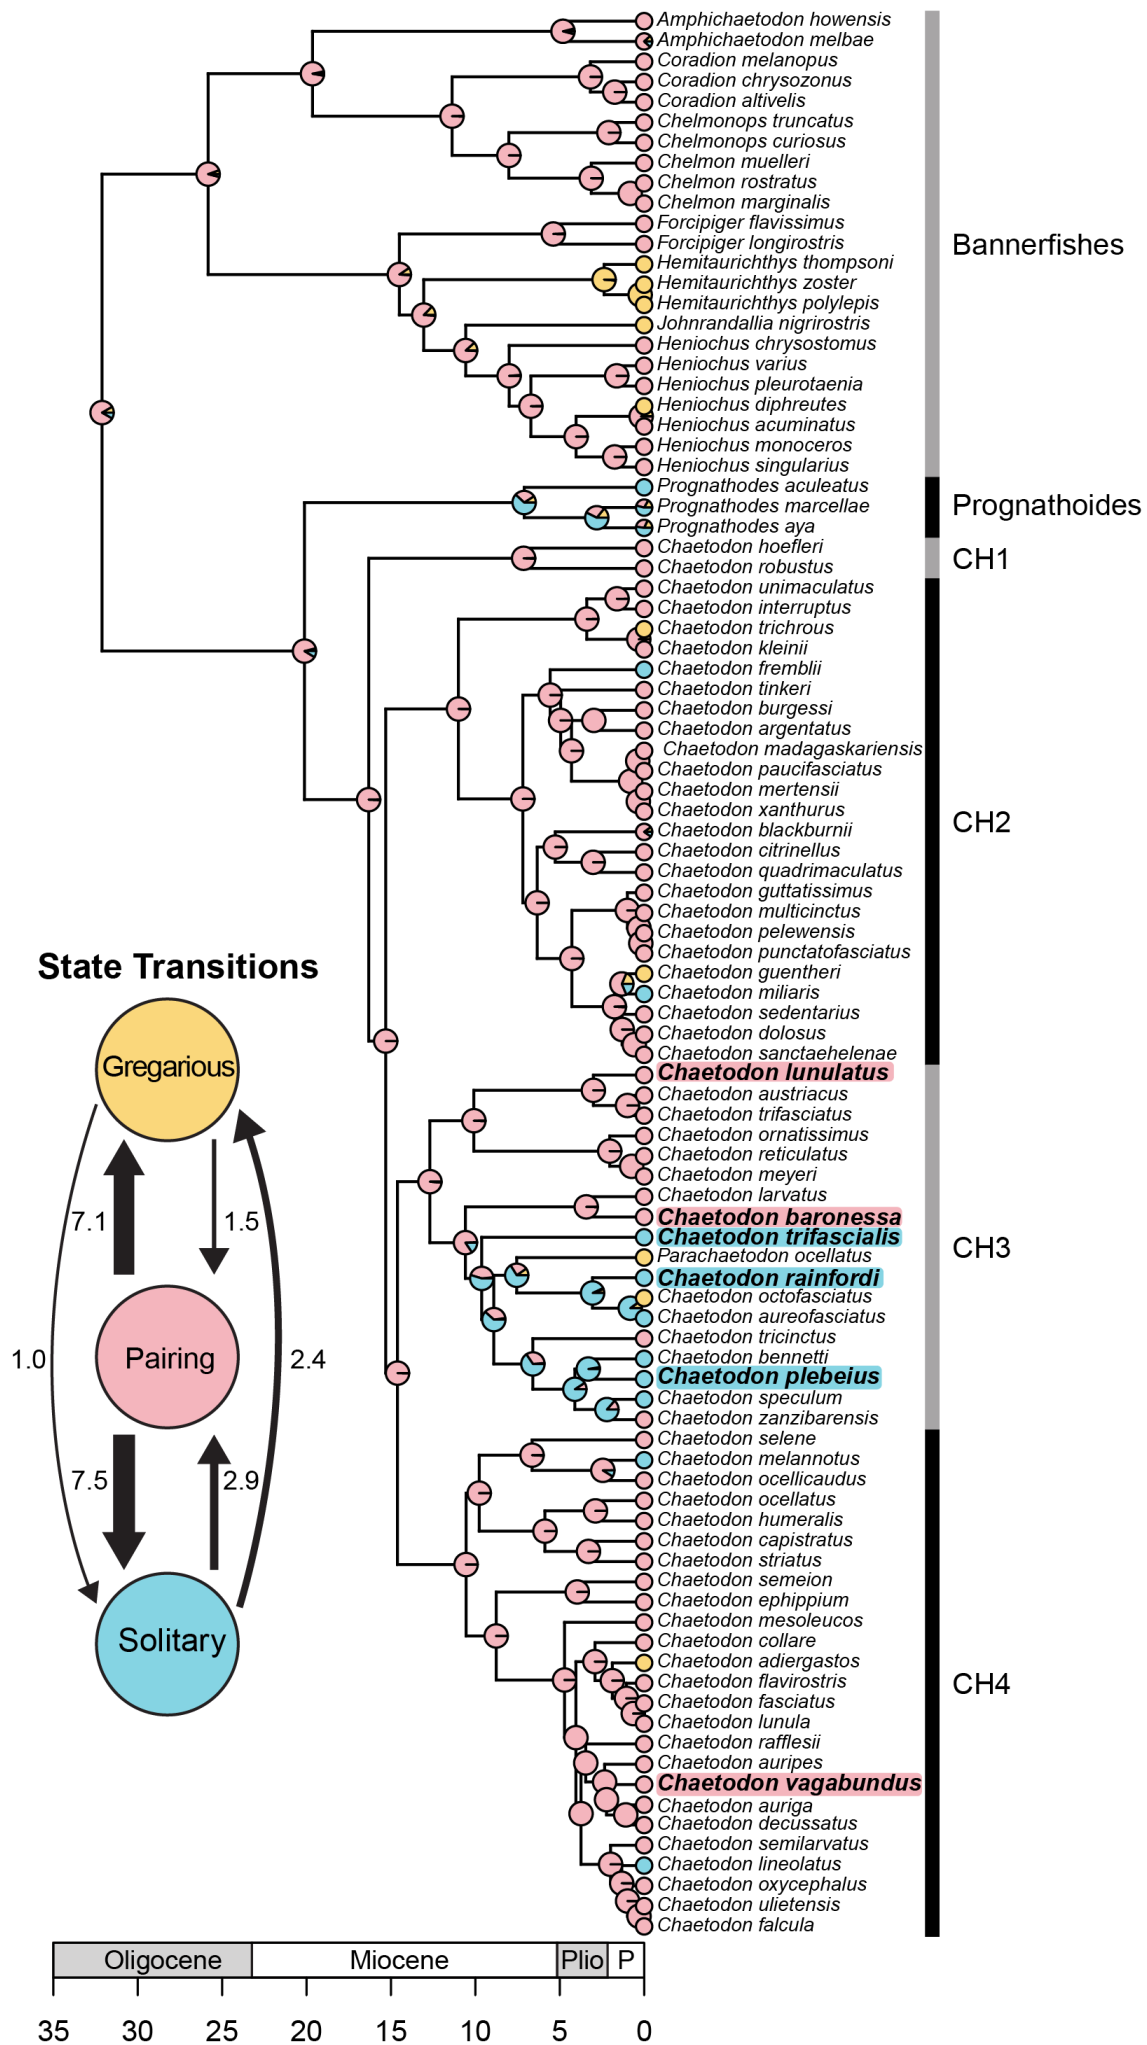 Amphichaetodon howensis
Amphichaetodon melbae
Coradion melanopus
Coradion chrysozonus
Coradion altivelis
Chelmonops truncatus
Chelmonops curiosus
Chelmon muelleri
Chelmon rostratus
Chelmon marginalis
Forcipiger flavissimus
Forcipiger longirostris
Hemitaurichthys thompsoni
Hemitaurichthys zoster
Hemitaurichthys polylepis
Johnrandallia nigrirostris
Heniochus chrysostomus
Heniochus varius
Heniochus pleurotaenia
Heniochus diphreutes
Heniochus acuminatus
Heniochus monoceros
Heniochus singularius
Bannerfishes
Prognathodes aculeatus
Prognathodes marcellae
Prognathodes aya
Prognathoides
Chaetodon hoefleri
Chaetodon robustus
CH1
Chaetodon unimaculatus
Chaetodon interruptus
Chaetodon trichrous
Chaetodon kleinii
Chaetodon fremblii
Chaetodon tinkeri
Chaetodon burgessi
Chaetodon argentatus
Chaetodon madagaskariensis
Chaetodon paucifasciatus
Chaetodon mertensii
Chaetodon xanthurus
Chaetodon blackburnii
Chaetodon citrinellus
Chaetodon quadrimaculatus
Chaetodon guttatissimus
Chaetodon multicinctus
Chaetodon pelewensis
Chaetodon punctatofasciatus
Chaetodon guentheri
Chaetodon miliaris
Chaetodon sedentarius
Chaetodon dolosus
Chaetodon sanctaehelenae
CH2
Chaetodon lunulatus
Chaetodon austriacus
Chaetodon trifasciatus
Chaetodon ornatissimus
Chaetodon reticulatus
Chaetodon meyeri
Chaetodon larvatus
Chaetodon baronessa
Chaetodon trifascialis
Parachaetodon ocellatus
Chaetodon rainfordi
Chaetodon octofasciatus
Chaetodon aureofasciatus
Chaetodon tricinctus
Chaetodon bennetti
Chaetodon plebeius
Chaetodon speculum
Chaetodon zanzibarensis
CH3
Chaetodon selene
Chaetodon melannotus
Chaetodon ocellicaudus
Chaetodon ocellatus
Chaetodon humeralis
Chaetodon capistratus
Chaetodon striatus
Chaetodon semeion
Chaetodon ephippium
Chaetodon mesoleucos
Chaetodon collare
Chaetodon adiergastos
Chaetodon flavirostris
Chaetodon fasciatus
Chaetodon lunula
Chaetodon rafflesii
Chaetodon auripes
Chaetodon vagabundus
Chaetodon auriga
Chaetodon decussatus
Chaetodon semilarvatus
Chaetodon lineolatus
Chaetodon oxycephalus
Chaetodon ulietensis
Chaetodon falcula
CH4
State Transitions
Gregarious
7.1
1.5
1.0
Pairing
2.4
7.5
2.9
Solitary
Oligocene Miocene Plio P
35 30 25 20 15 10 5 0